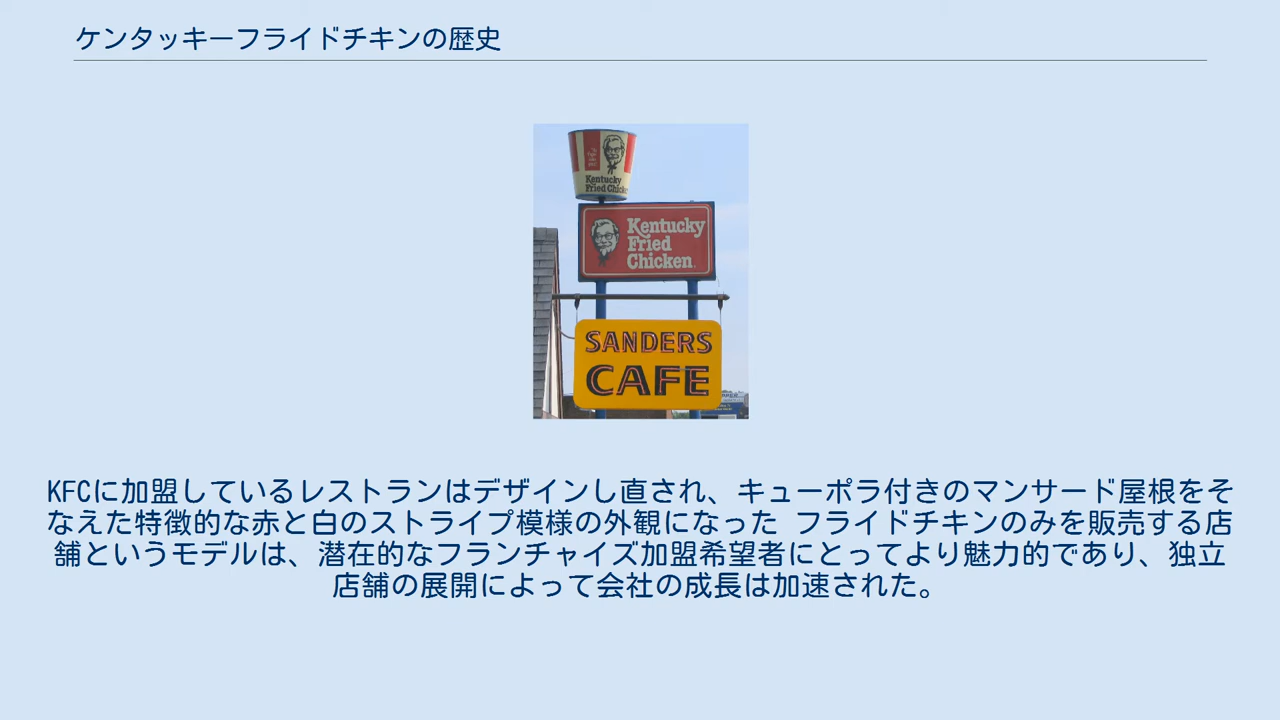 ケンタッキーフライドチキンの歴史
Kentucky
Fried Chicken
Kentucky
Fried
Chicken
SANDERS
CAFE
KFCに加盟しているレストランはデザインし直され、キューポラ付きのマンサード屋根をそ
なえた特徴的な赤と白のストライプ模様の外観になった フライドチキンのみを販売する店
舗というモデルは、潜在的なフランチャイズ加盟希望者にとってより魅力的であり、独立
店舗の展開によって会社の成長は加速された。